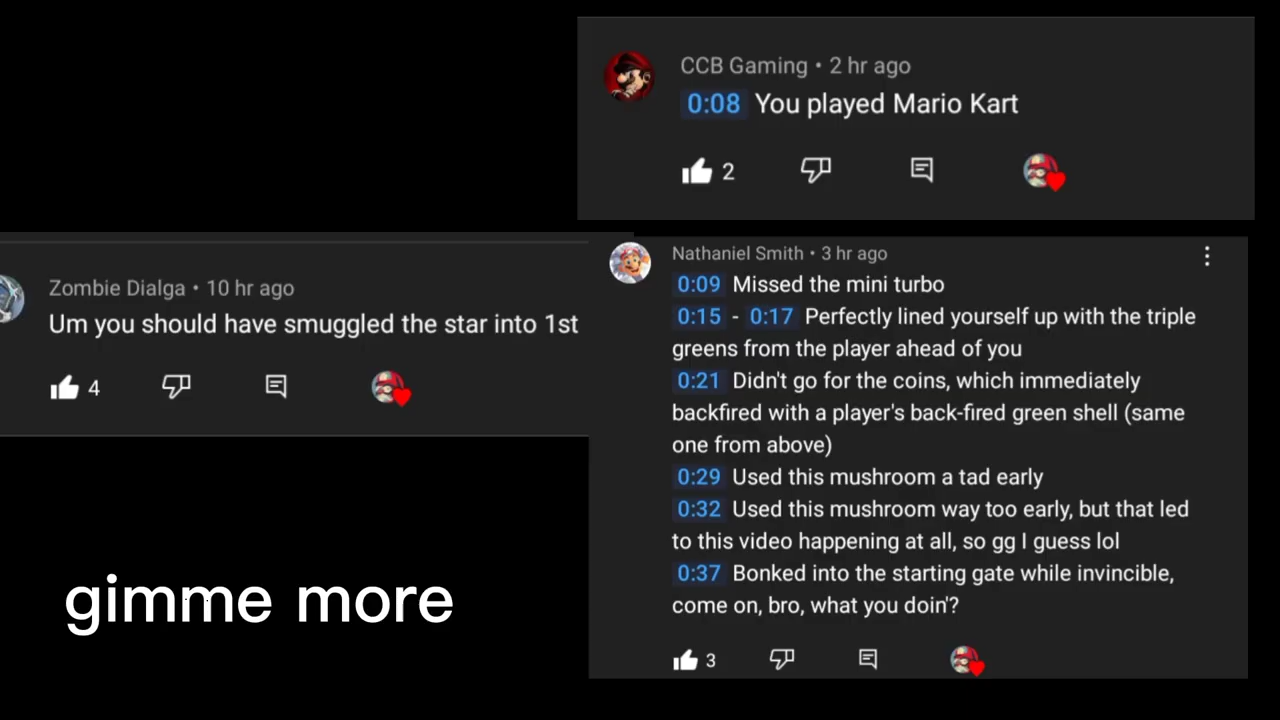 CCB Gaming • 2 hr ago
0:08 You played Mario Kart
2
Zombie Dialga • 10 hr ago
Um you should have smuggled the star into 1st
4
Nathaniel Smith • 3 hr ago
0:09 Missed the mini turbo
0:15 - 0:17 Perfectly lined yourself up with the triple
greens from the player ahead of you
0:21 Didn't go for the coins, which immediately
backfired with a player's back-fired green shell (same
one from above)
0:29 Used this mushroom a tad early
0:32 Used this mushroom way too early, but that led
to this video happening at all, so gg I guess lol
0:37 Bonked into the starting gate while invincible,
come on, bro, what you doin'?
3
gimme more